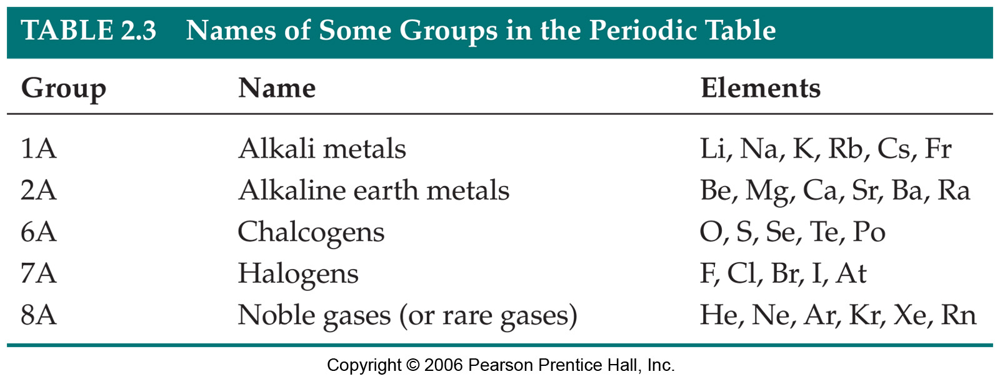 TABLE 2.3 Names of Some Groups in the Periodic Table
Group Name Elements
1A Alkali metals Li, Na, K, Rb, Cs, Fr
2A Alkaline earth metals Be, Mg, Ca, Sr, Ba, Ra
6A Chalcogens O, S, Se, Te, Po
7A Halogens F, Cl, Br, I, At
8A Noble gases (or rare gases) He, Ne, Ar, Kr, Xe, Rn
Copyright © 2006 Pearson Prentice Hall, Inc.